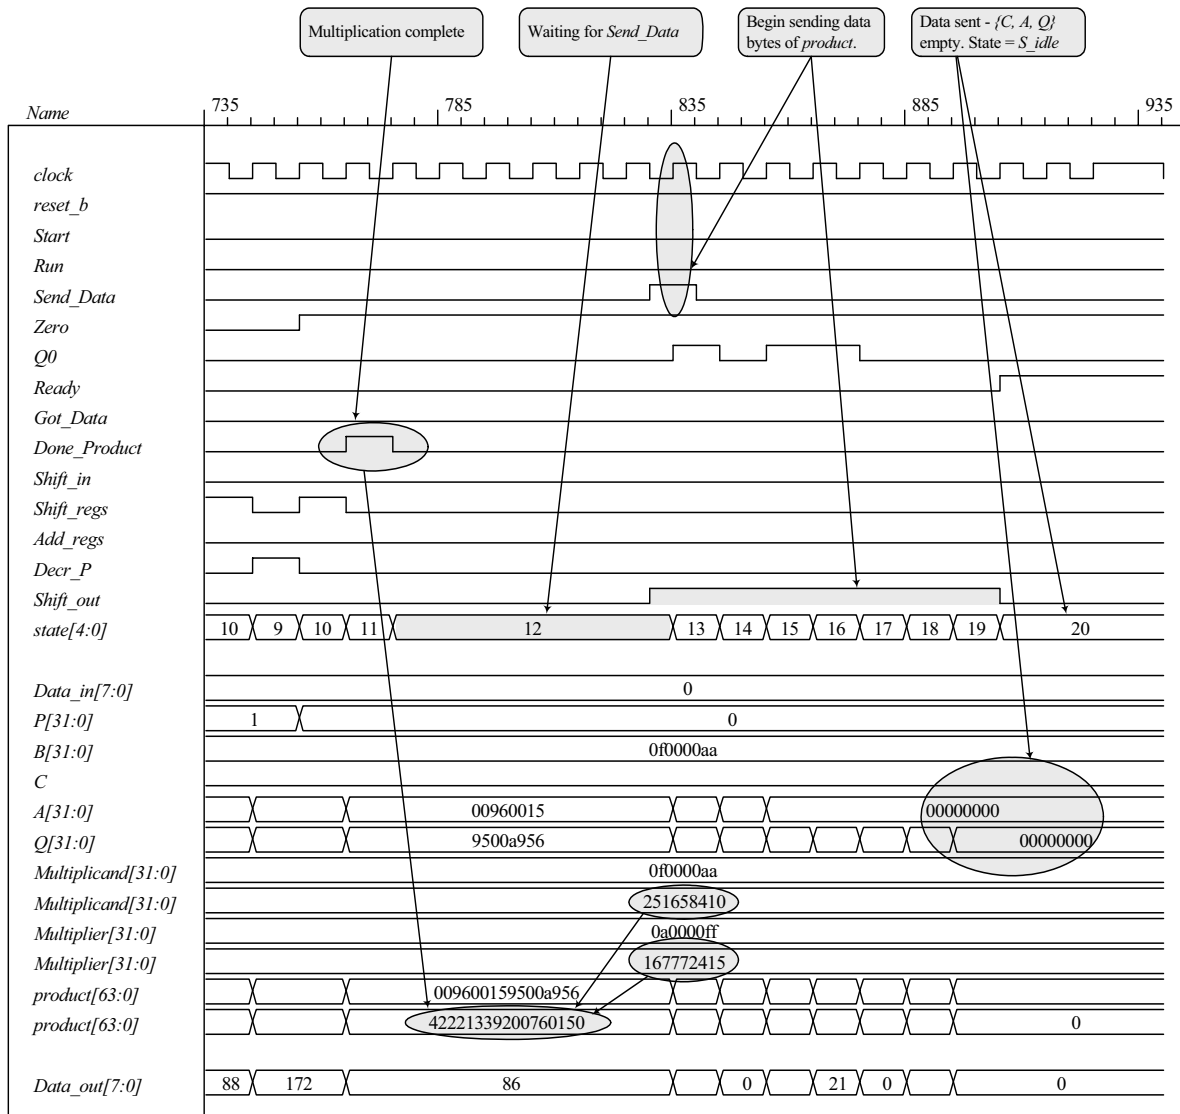 Multiplication complete
Waiting for Send_Data
Begin sending data
bytes of product.
Data sent - {C, A, Q}
empty. State = S_idle
Name 735 785 835 885 935
clock
reset_b
Start
Run
Send_Data
Zero
Q0
Ready
Got_Data
Done_Product
Shift_in
Shift_regs
Add_regs
Decr_P
Shift_out
state[4:0] 10 9 10 11 12 13 14 15 16 17 18 19 20
Data_in[7:0] 0
P[31:0] 1 0
B[31:0] 0f0000aa
C
A[31:0] 00960015 00000000
Q[31:0] 9500a956 00000000
Multiplicand[31:0] 0f0000aa
Multiplicand[31:0] 251658410
Multiplier[31:0] 0a0000ff
Multiplier[31:0] 167772415
product[63:0] 009600159500a956
product[63:0] 42221339200760150 0
Data_out[7:0] 88 172 86 0 21 0 0